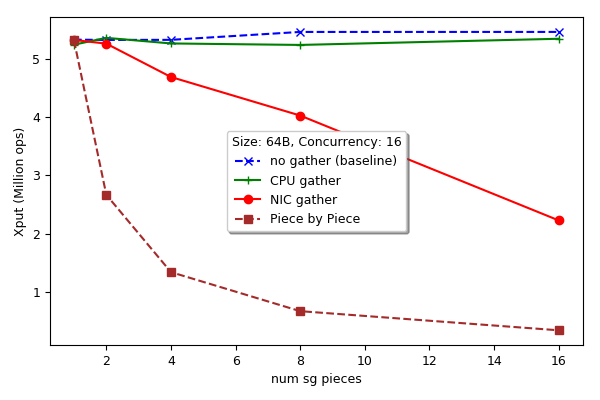 5
4
3
2
1
Xput (Million ops)
Size: 64B, Concurrency: 16
no gather (baseline)
CPU gather
NIC gather
Piece by Piece
2 4 6 8 10 12 14 16
num sg pieces